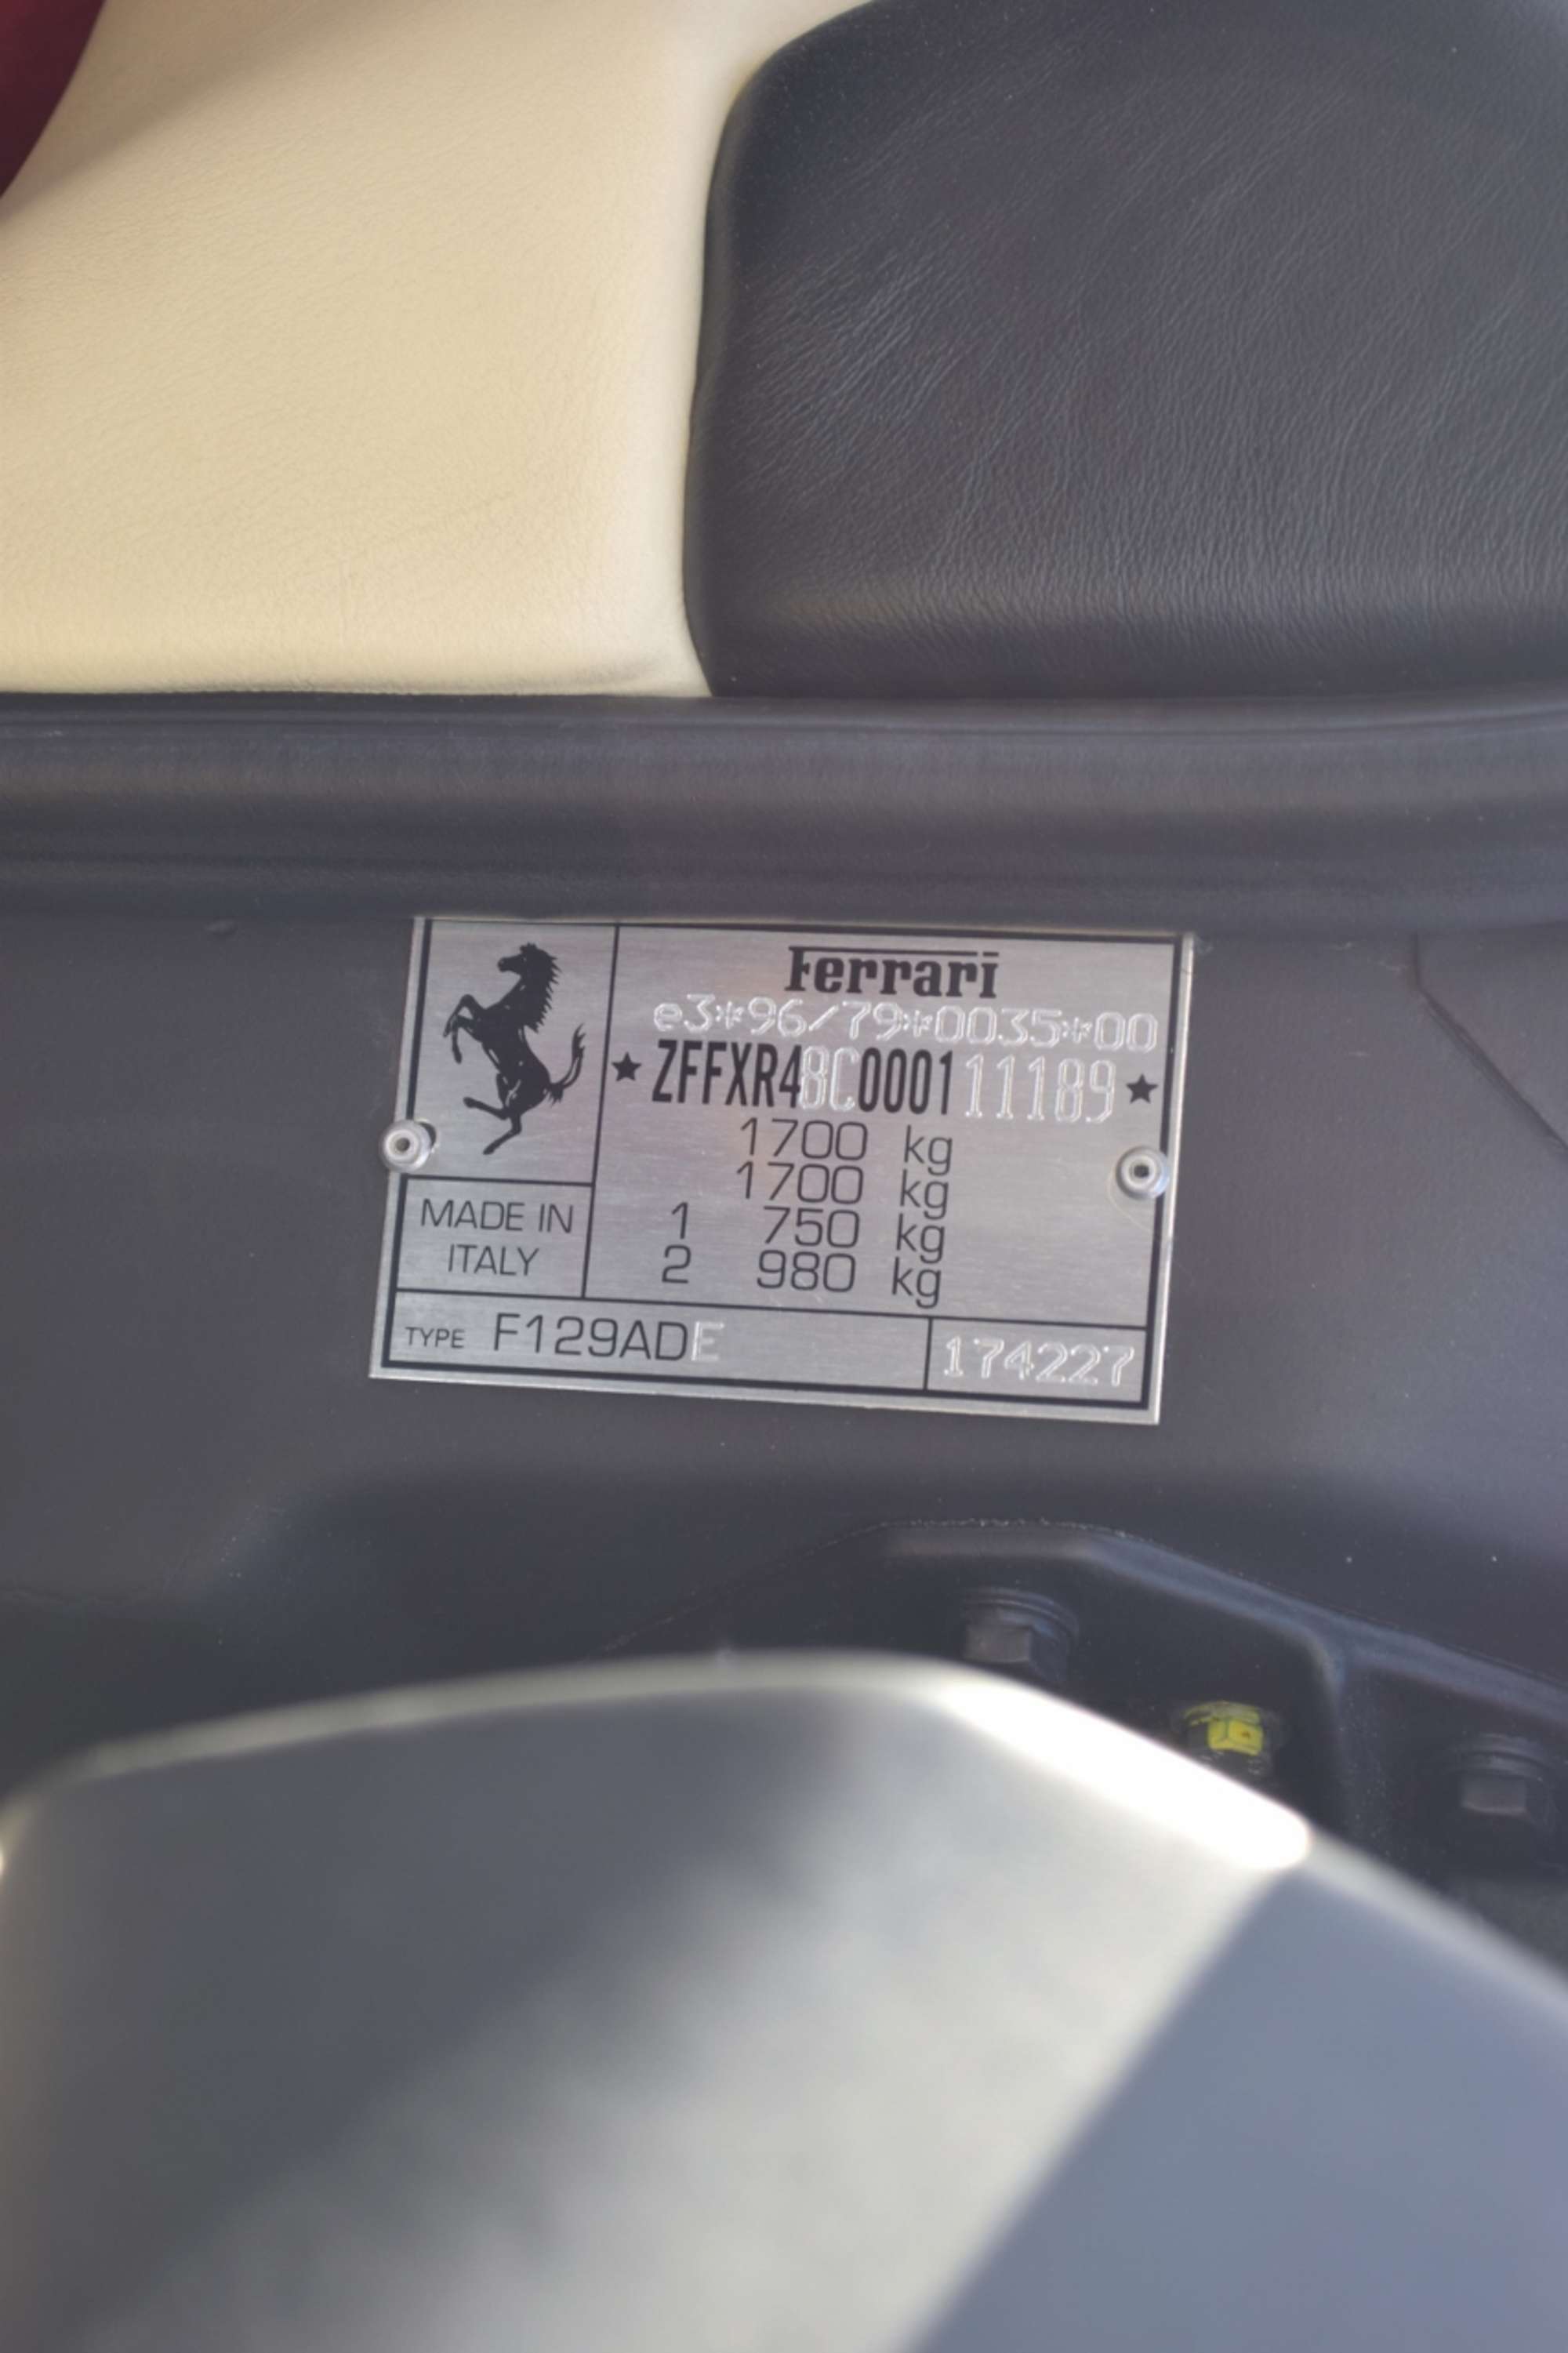 Ferrari
e3*96/79*0035*00
★ ZFFXR48C000111189 ★
1700 kg
1700 kg
1 750 kg
2 980 kg
MADE IN
ITALY
TYPE F129ADE
174227